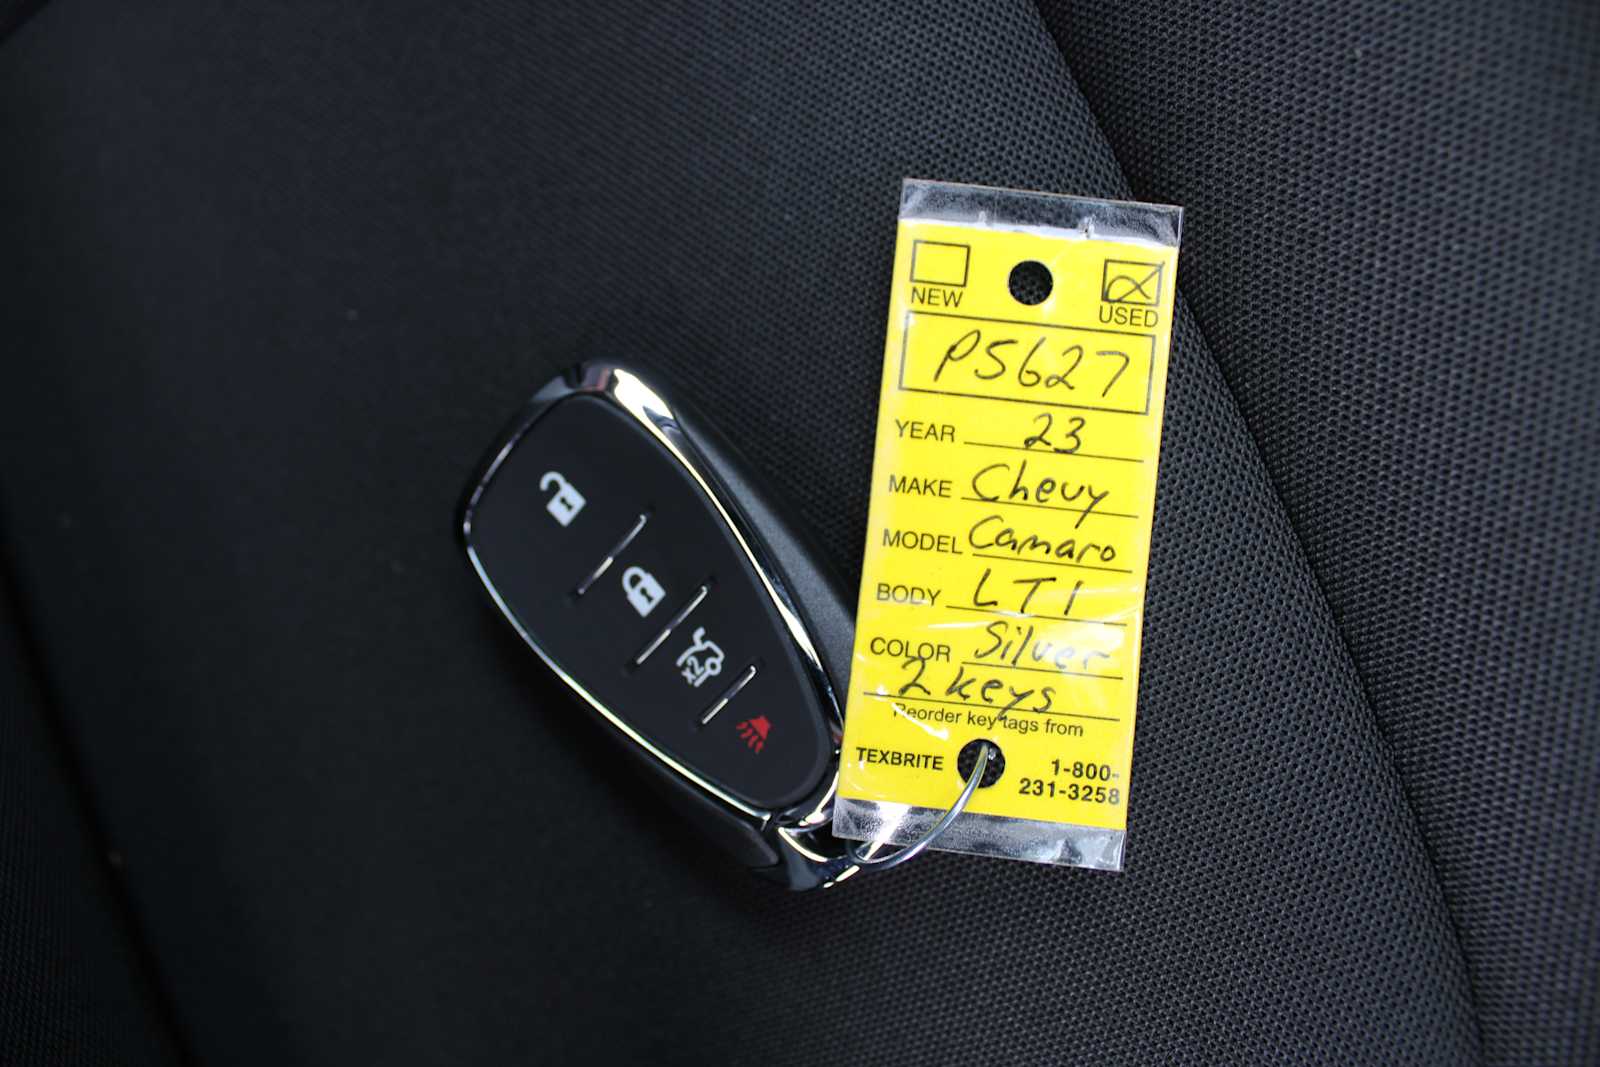 NEW USED
P5627
YEAR 23
MAKE Chevy
MODEL Camaro
BODY LT1
COLOR Silver
2 keys
Reorder key tags from
TEXBRITE 1-800-
231-3258
X2